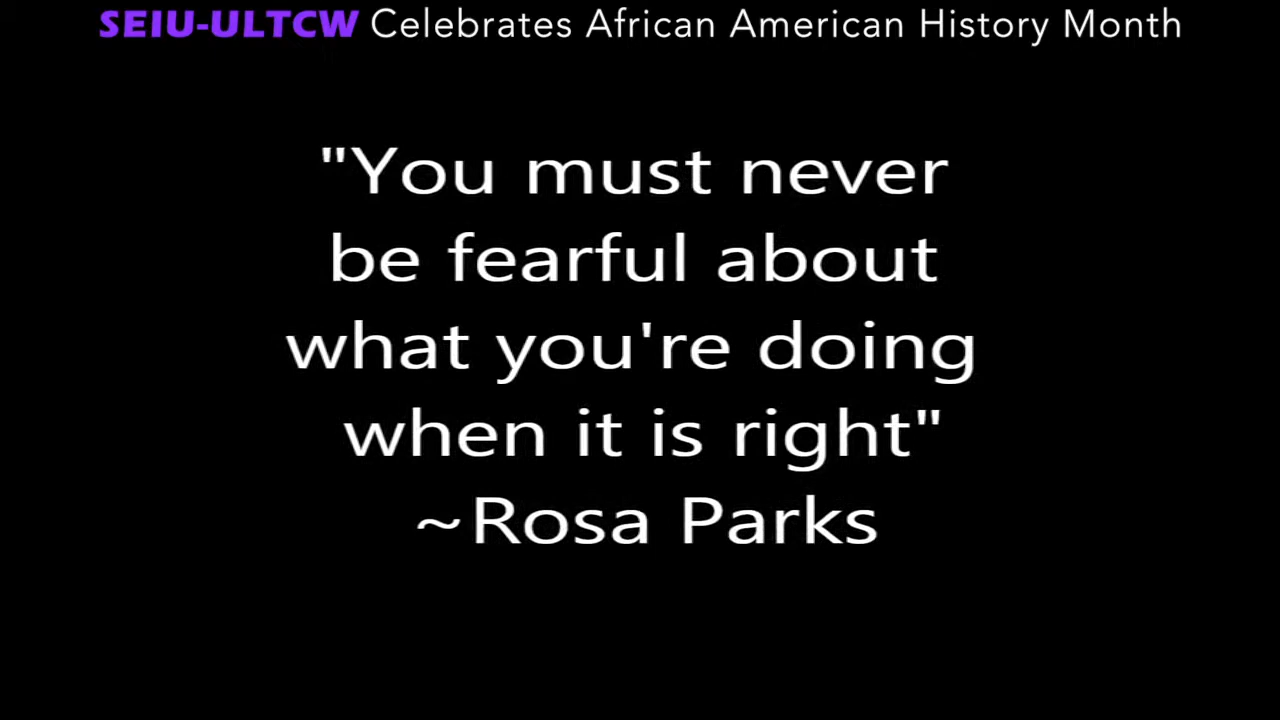 SEIU-ULTCW Celebrates African American History Month
"You must never
be fearful about
what you're doing
when it is right"
~Rosa Parks